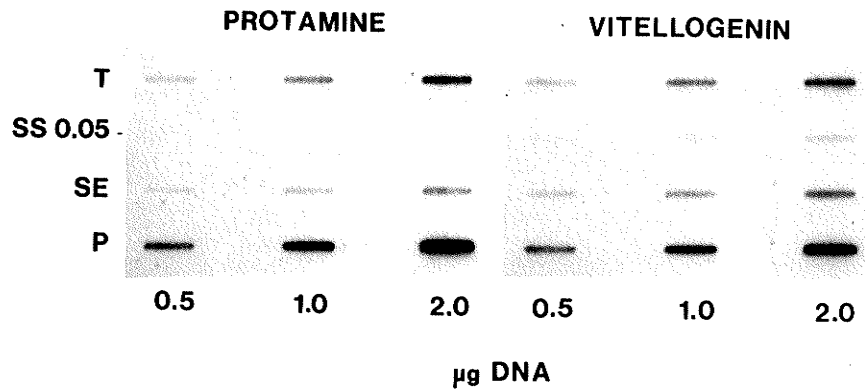 PROTAMINE VITELLOGENIN
T
SS 0.05
SE
P
0.5 1.0 2.0 0.5 1.0 2.0
µg DNA